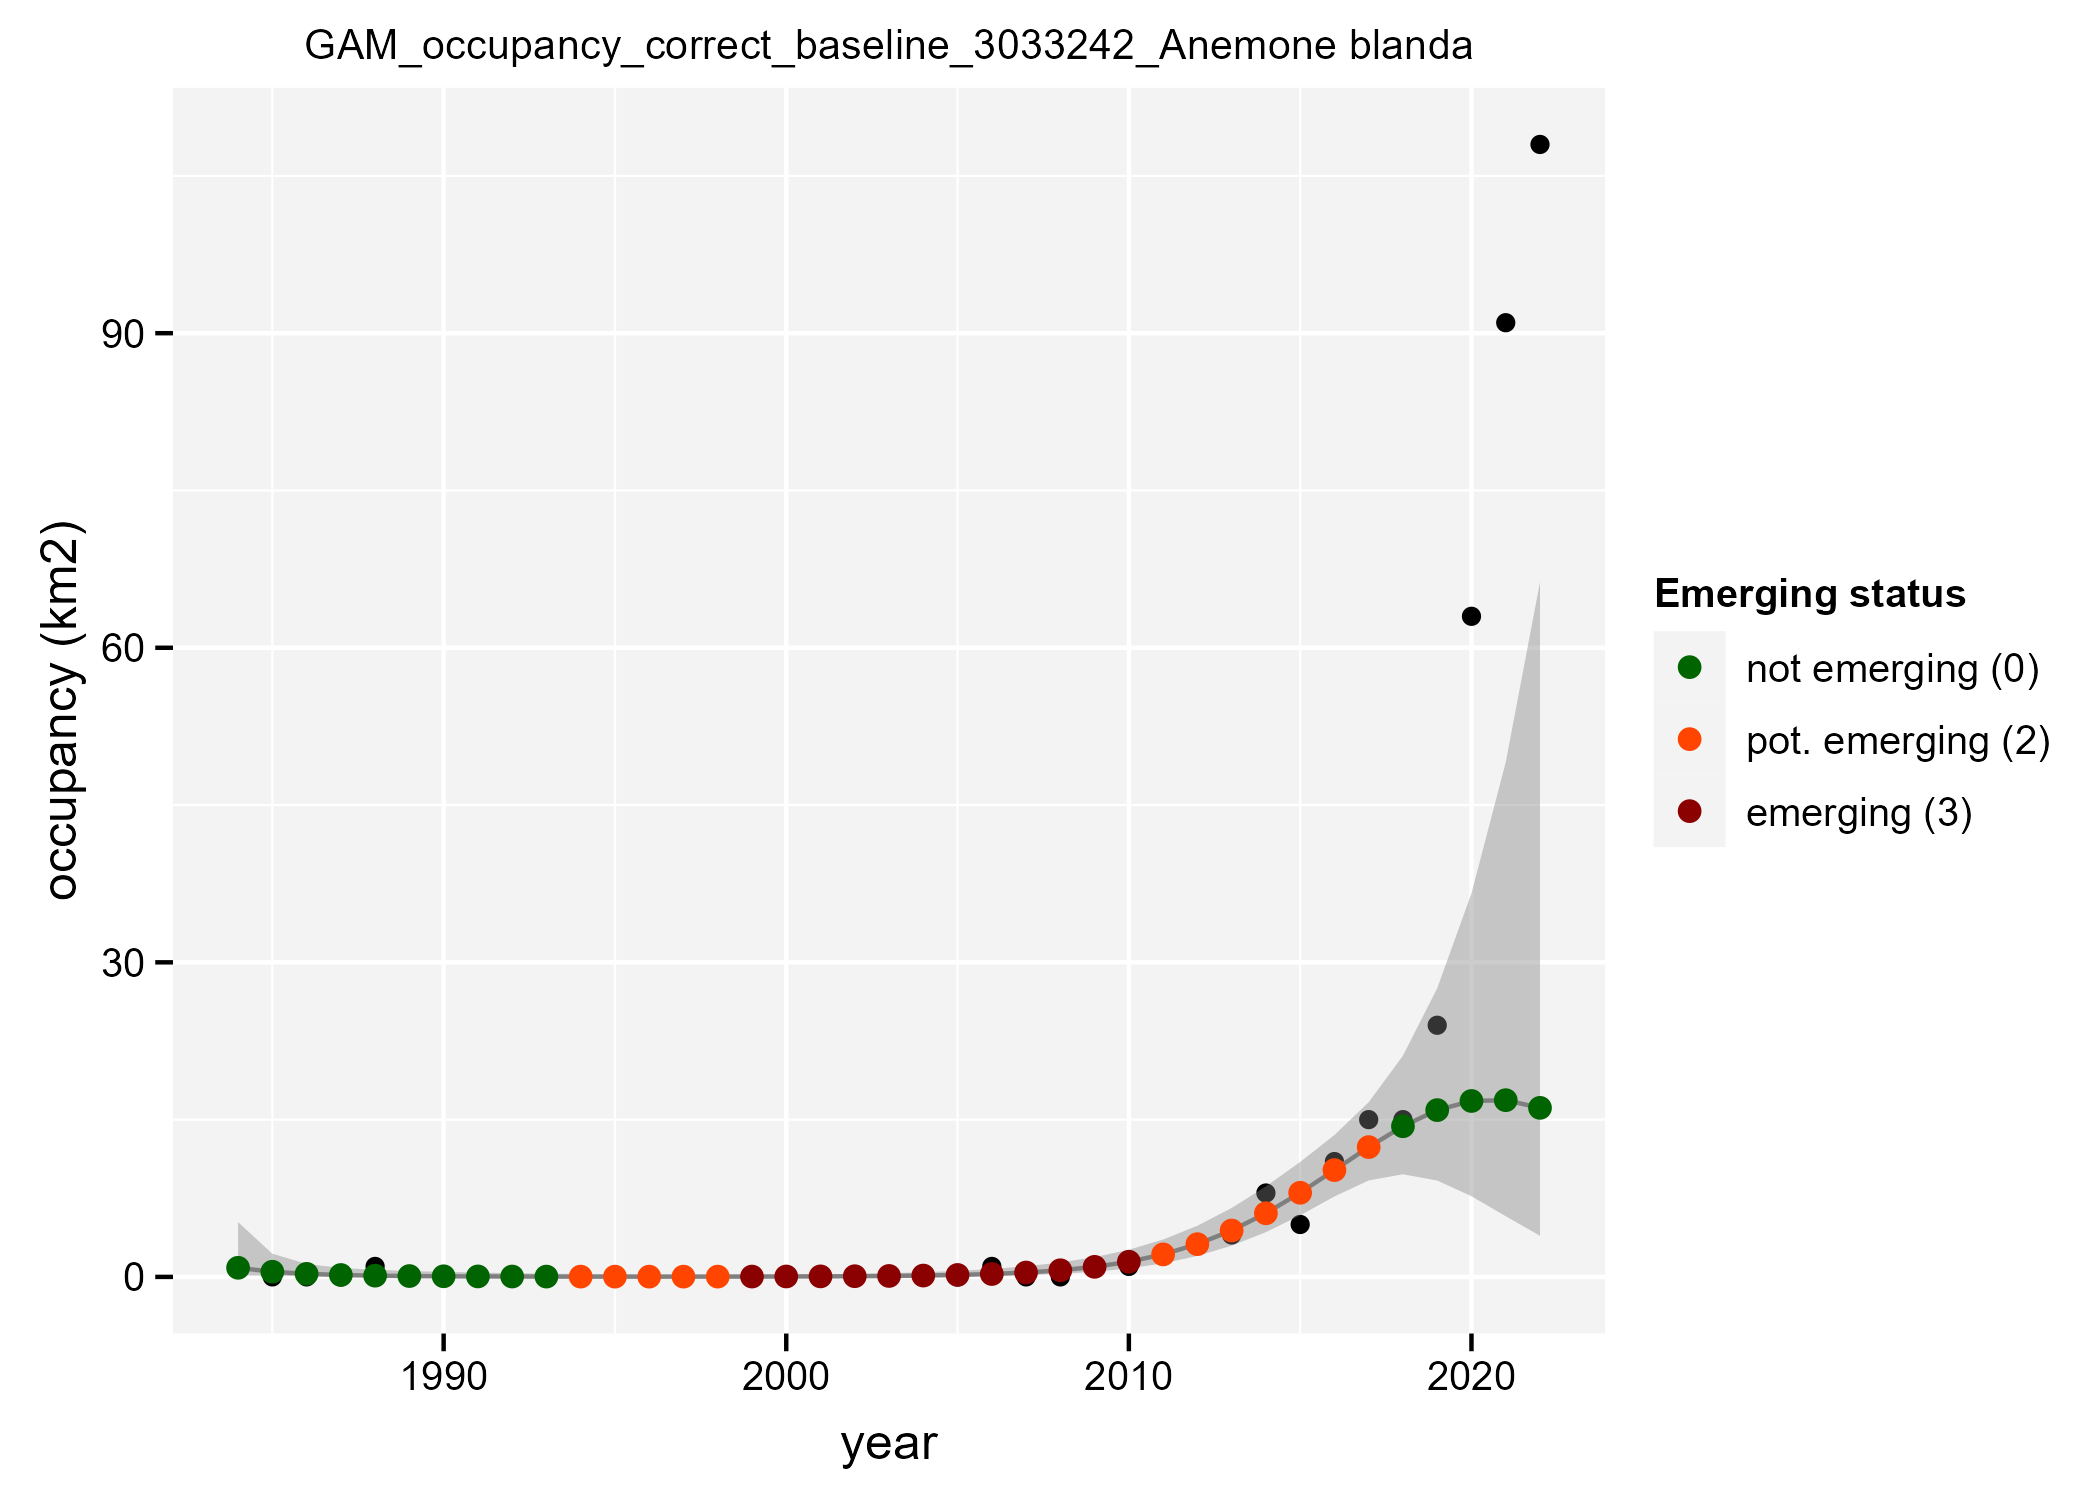 GAM_occupancy_correct_baseline_3033242_Anemone blanda
occupancy (km2)
90
60
30
0
1990
2000
2010
2020
year
Emerging status
not emerging (0)
pot. emerging (2)
emerging (3)